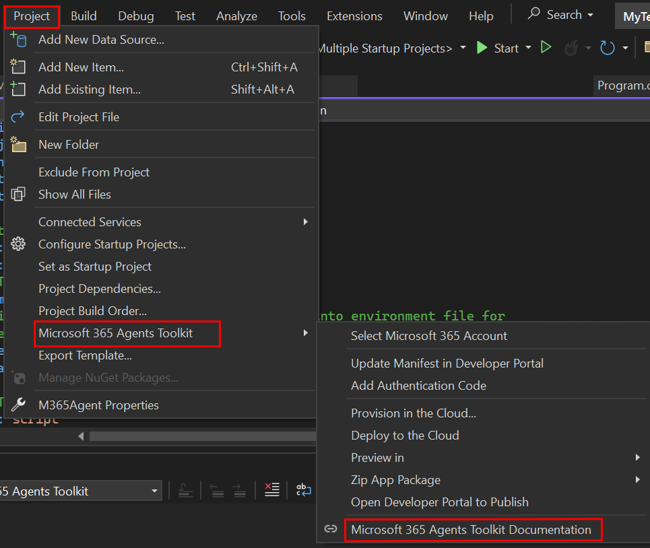 Project Build Debug Test Analyze Tools Extensions Window Help Search MyTe
Add New Data Source...
Multiple Startup Projects> Start
Add New Item... Ctrl+Shift+A
Add Existing Item... Shift+Alt+A
Program.c
Edit Project File
New Folder
Exclude From Project
Show All Files
Connected Services
Configure Startup Projects...
Set as Startup Project
Project Dependencies...
Project Build Order...
nto environment file for
Microsoft 365 Agents Toolkit
Export Template...
Manage NuGet Packages...
M365Agent Properties
: script
Select Microsoft 365 Account
Update Manifest in Developer Portal
Add Authentication Code
Provision in the Cloud...
Deploy to the Cloud
Preview in
Zip App Package
Open Developer Portal to Publish
Microsoft 365 Agents Toolkit Documentation
65 Agents Toolkit